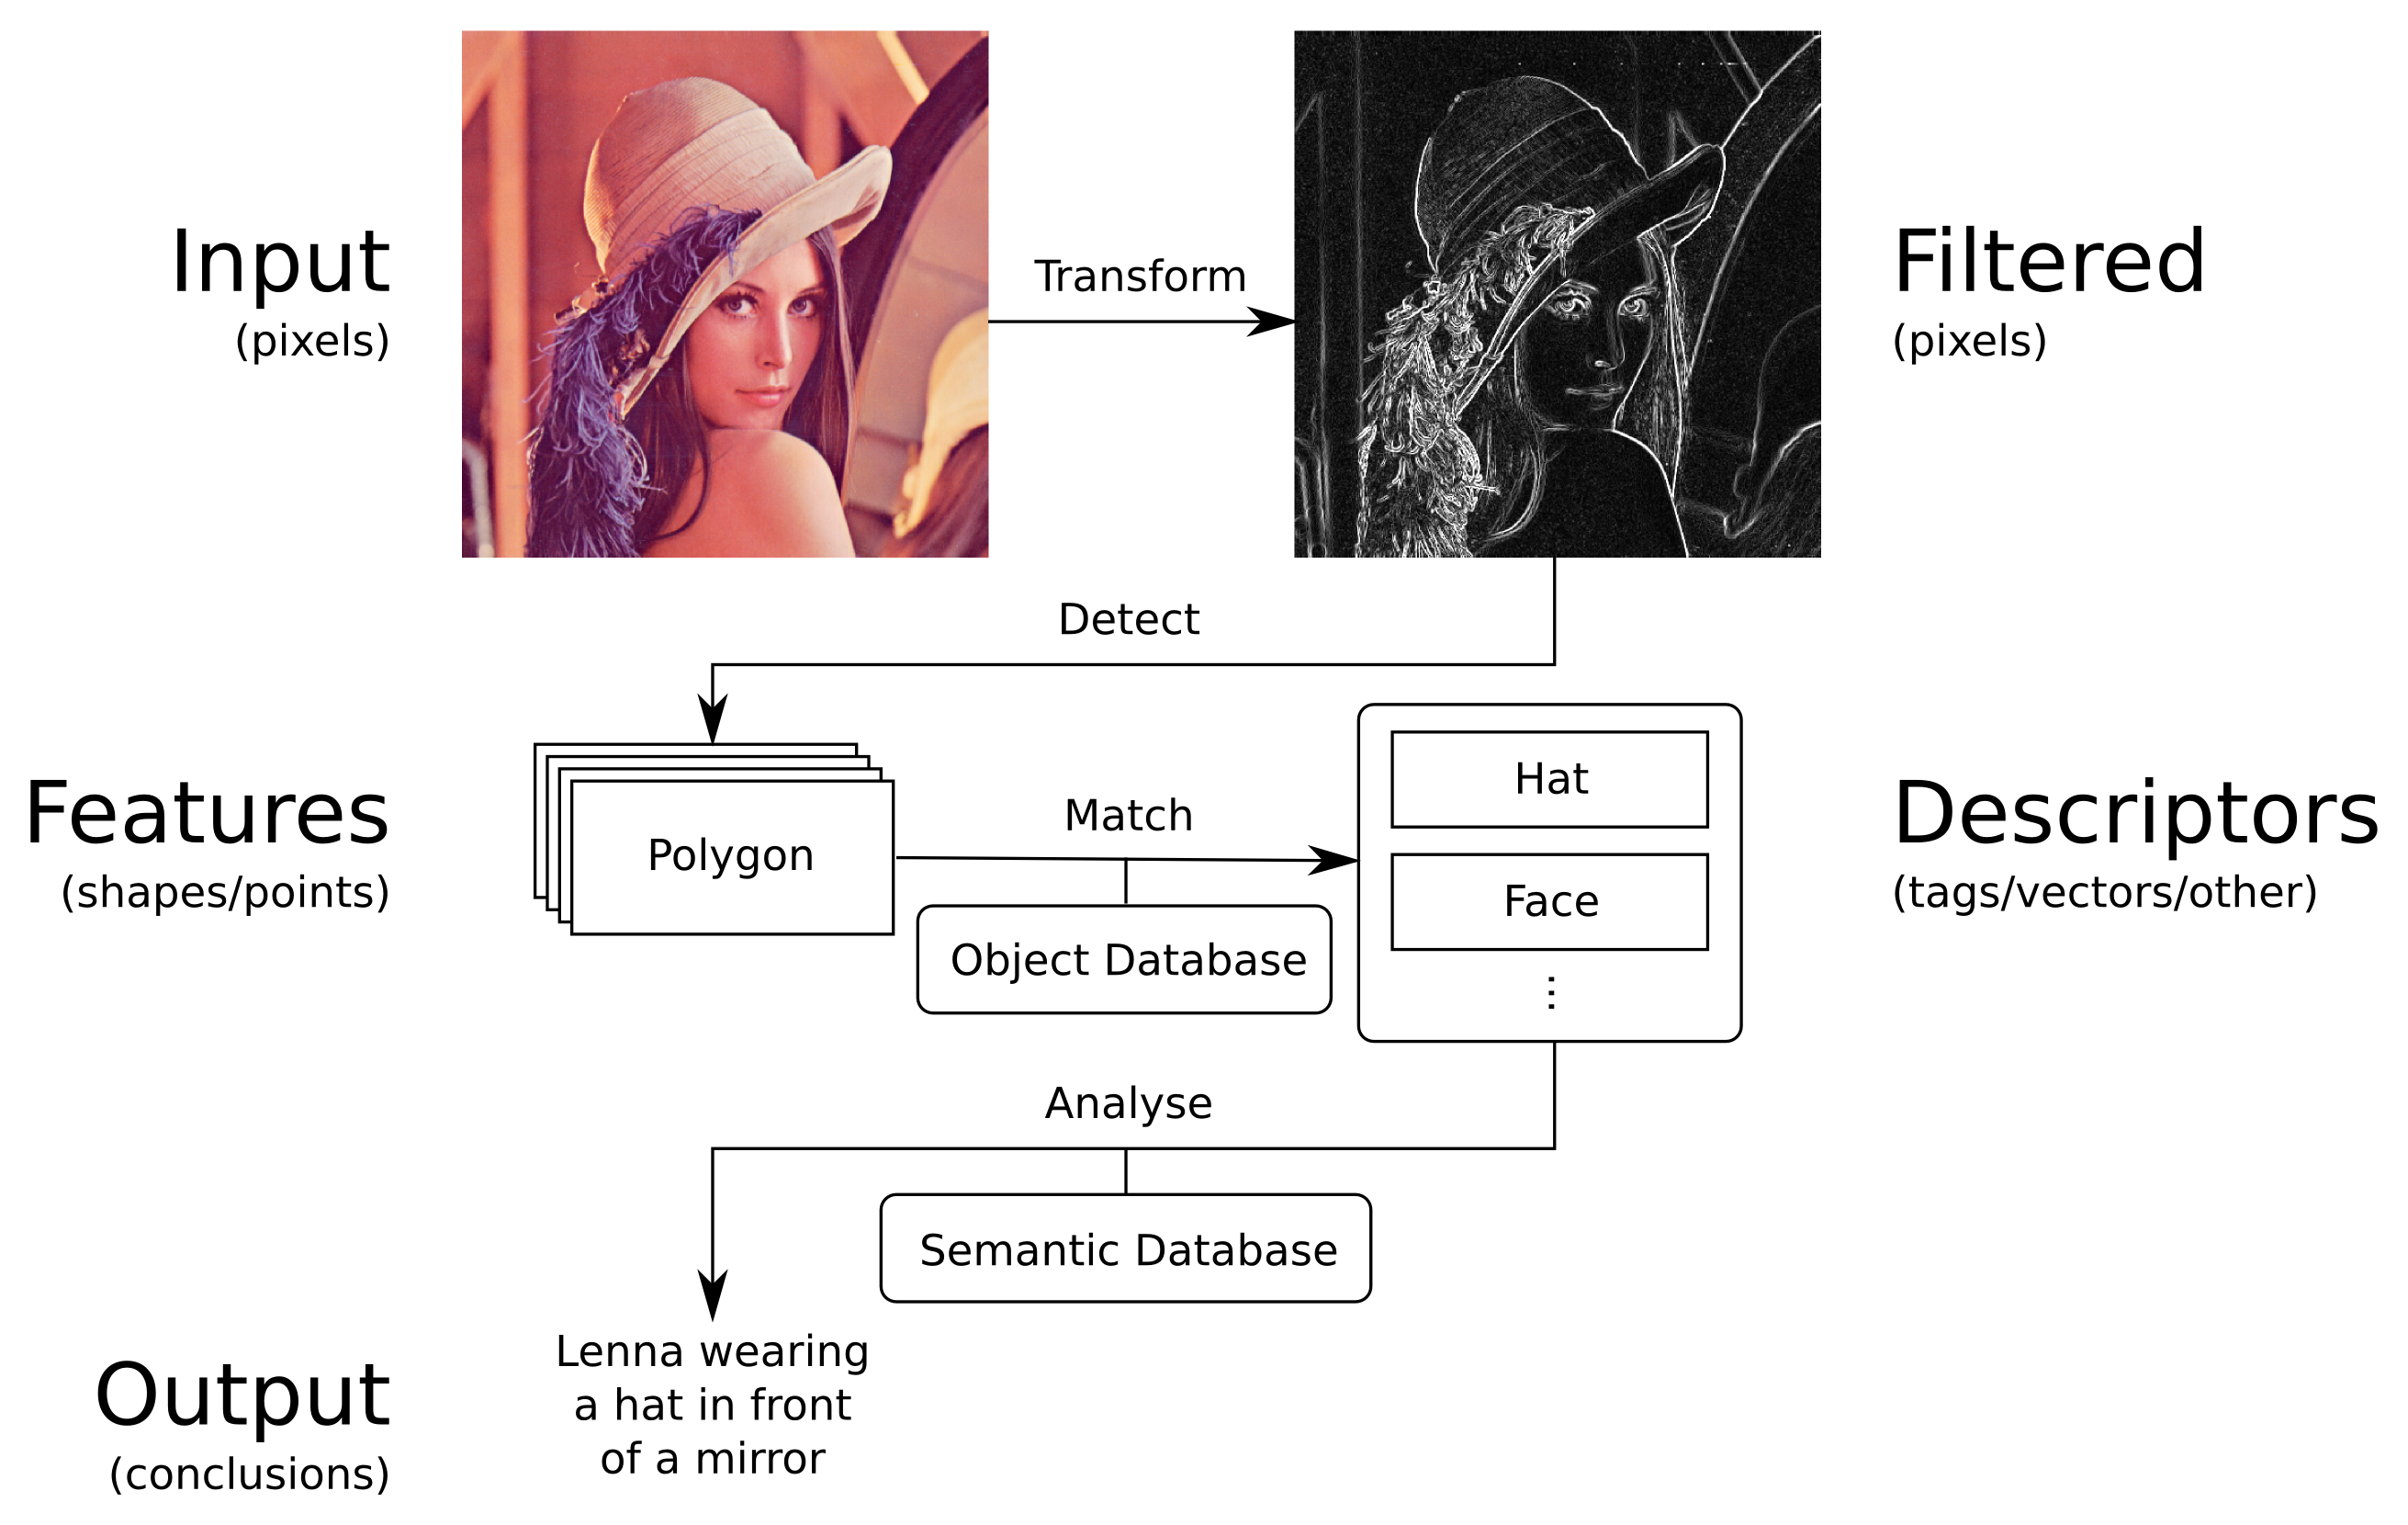 Input
(pixels)
Transform
Filtered
(pixels)
Detect
Features
(shapes/points)
Polygon
Match
Object Database
Hat
Face
⋮
Descriptors
(tags/vectors/other)
Analyse
Semantic Database
Output
(conclusions)
Lenna wearing
a hat in front
of a mirror